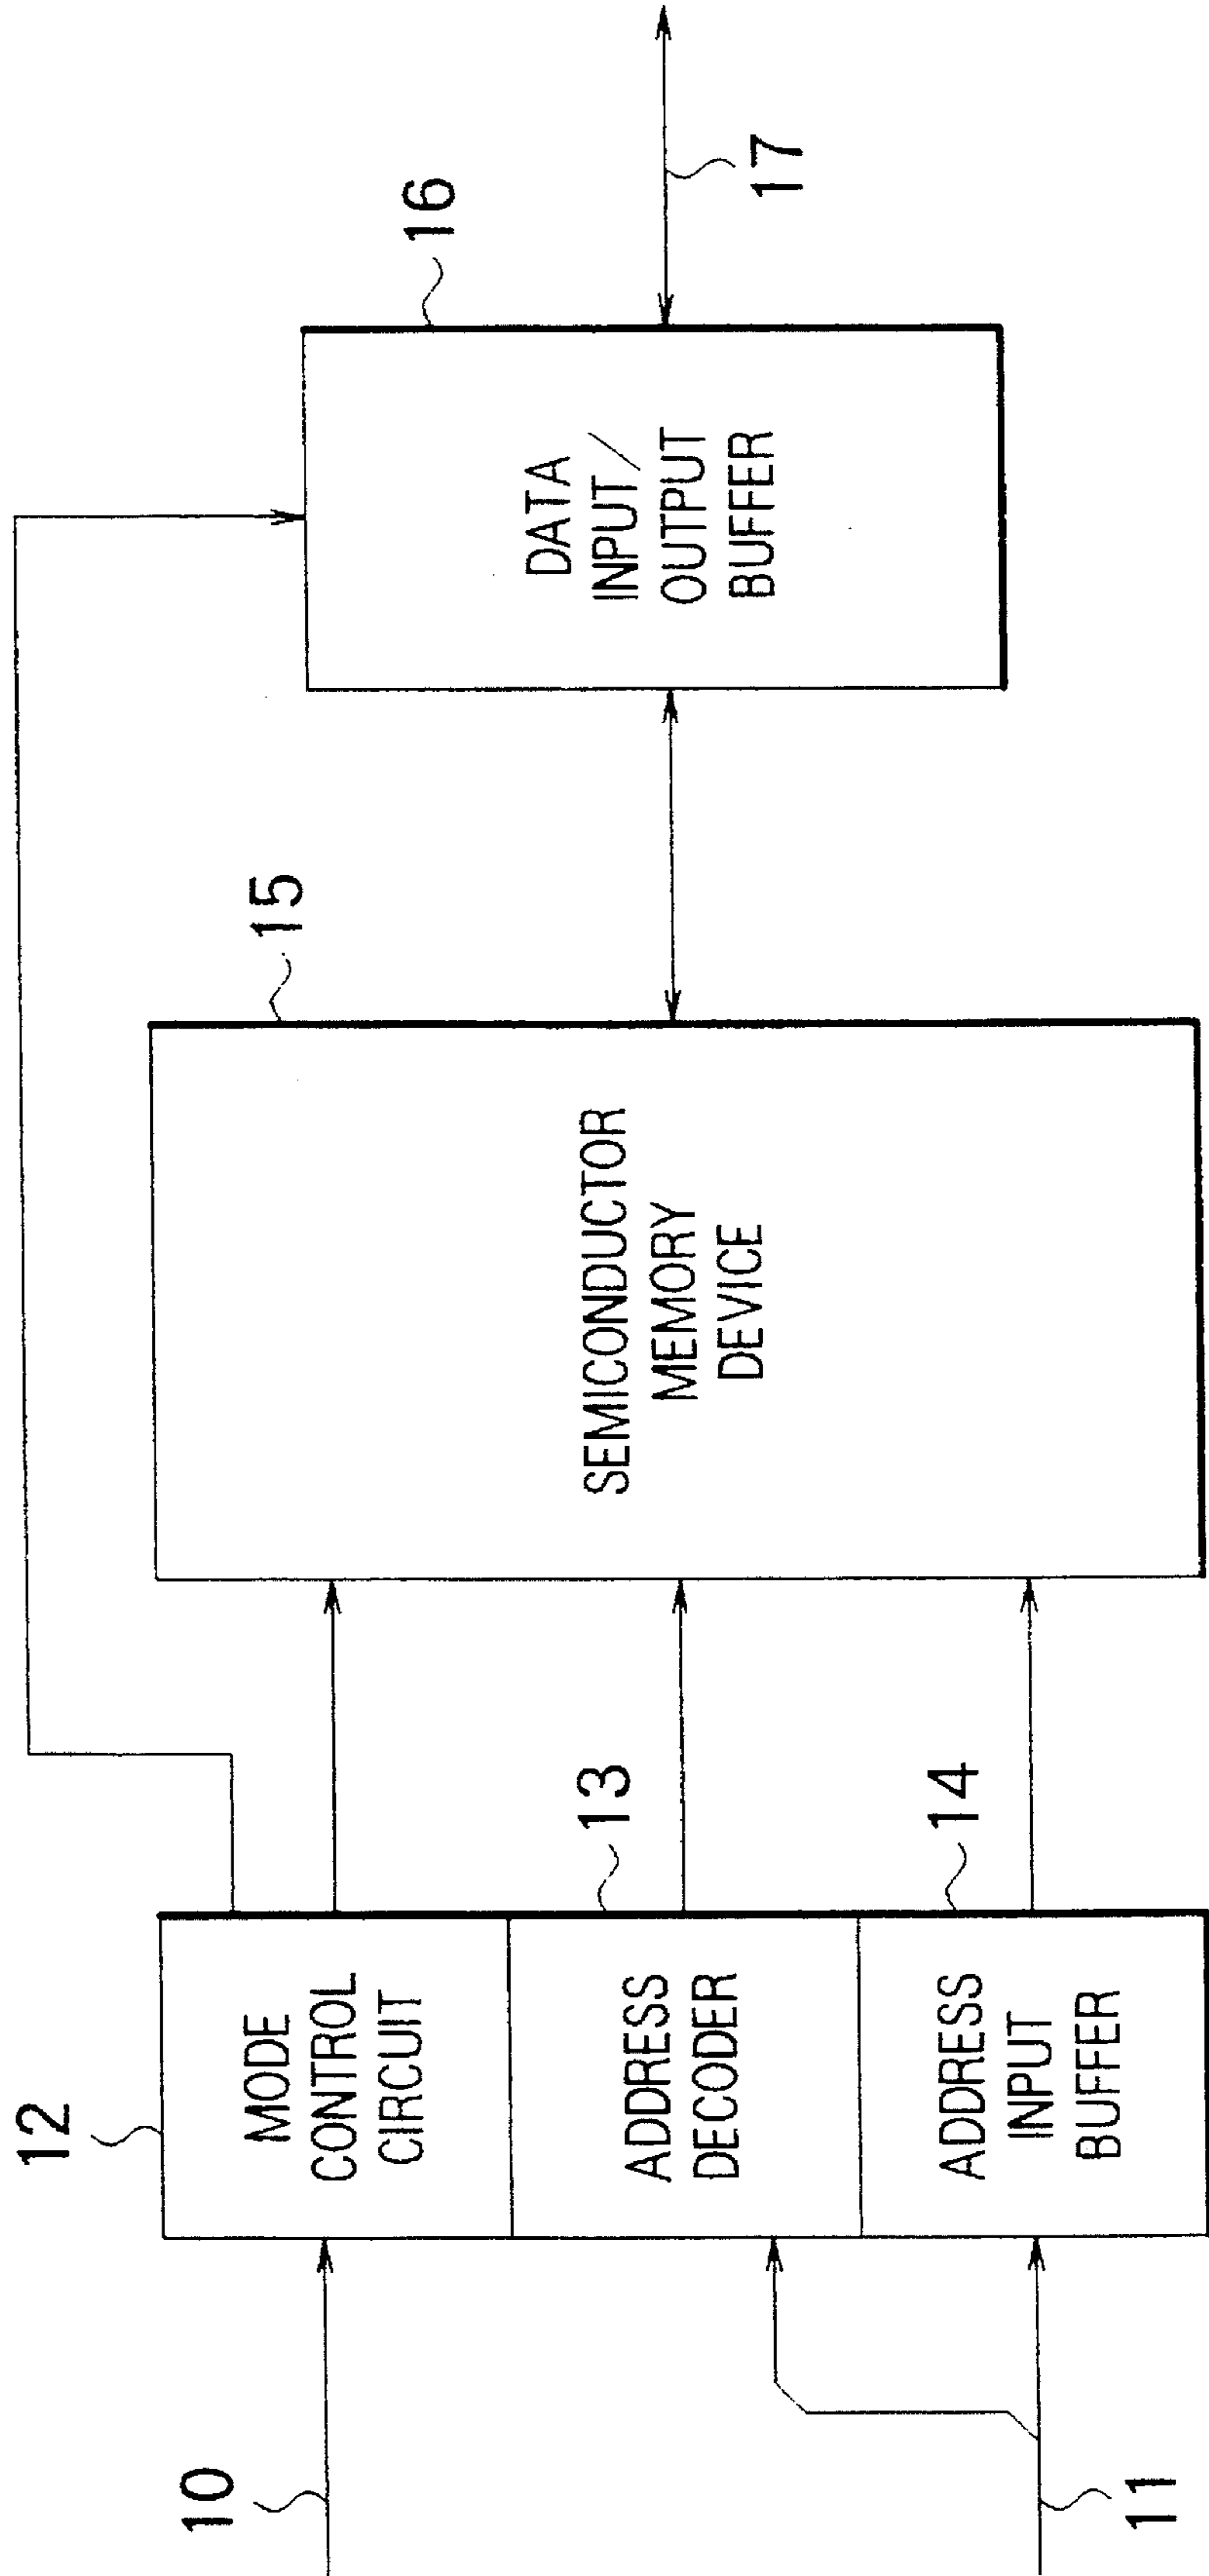 10
11
12
MODE
CONTROL
CIRCUIT
13
ADDRESS
DECODER
14
ADDRESS
INPUT
BUFFER
15
SEMICONDUCTOR
MEMORY
DEVICE
16
DATA
INPUT/
OUTPUT
BUFFER
17